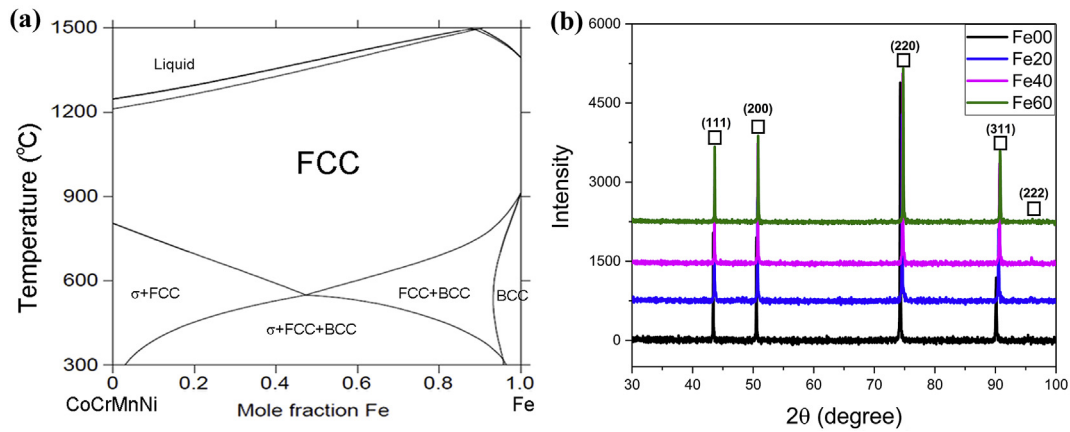 (a)
1500
1200
900
600
300
Temperature (°C)
Liquid
FCC
σ+FCC
FCC+BCC
BCC
σ+FCC+BCC
0
0.2
0.4
0.6
0.8
1.0
CoCrMnNi
Mole fraction Fe
Fe
(b)
6000
4500
3000
1500
0
Intensity
(111)
(200)
(220)
(311)
(222)
Fe00
Fe20
Fe40
Fe60
30
40
50
60
70
80
90
100
2θ (degree)